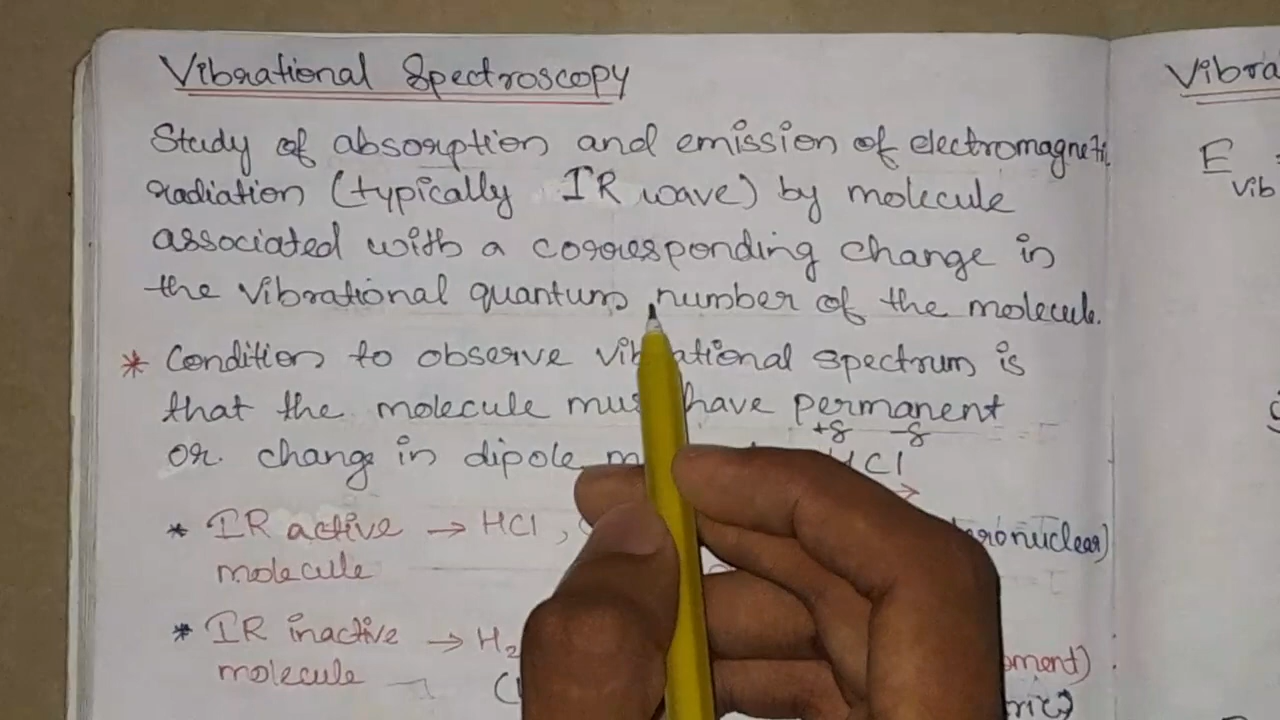 Vibrational Spectroscopy
Study of absorption and emission of electromagneti
radiation (typically IR wave) by molecule
associated with a corresponding change in
the vibrational quantum number of the molecule.
* Condition to observe vibrational spectrum is
that the molecule must have permanent
or change in dipole
+δ -δ
HCl
* IR active → HCl,
molecule
* IR inactive → H2
molecule
Vibra
E vib